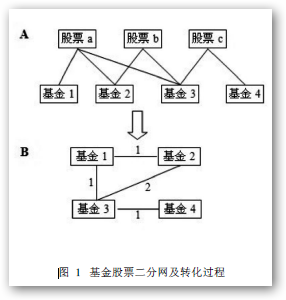 A
股票 a
股票 b
股票 c
基金 1
基金 2
基金 3
基金 4
B
基金 1
1
基金 2
1
2
基金 3
1
基金 4
图 1 基金股票二分网及转化过程